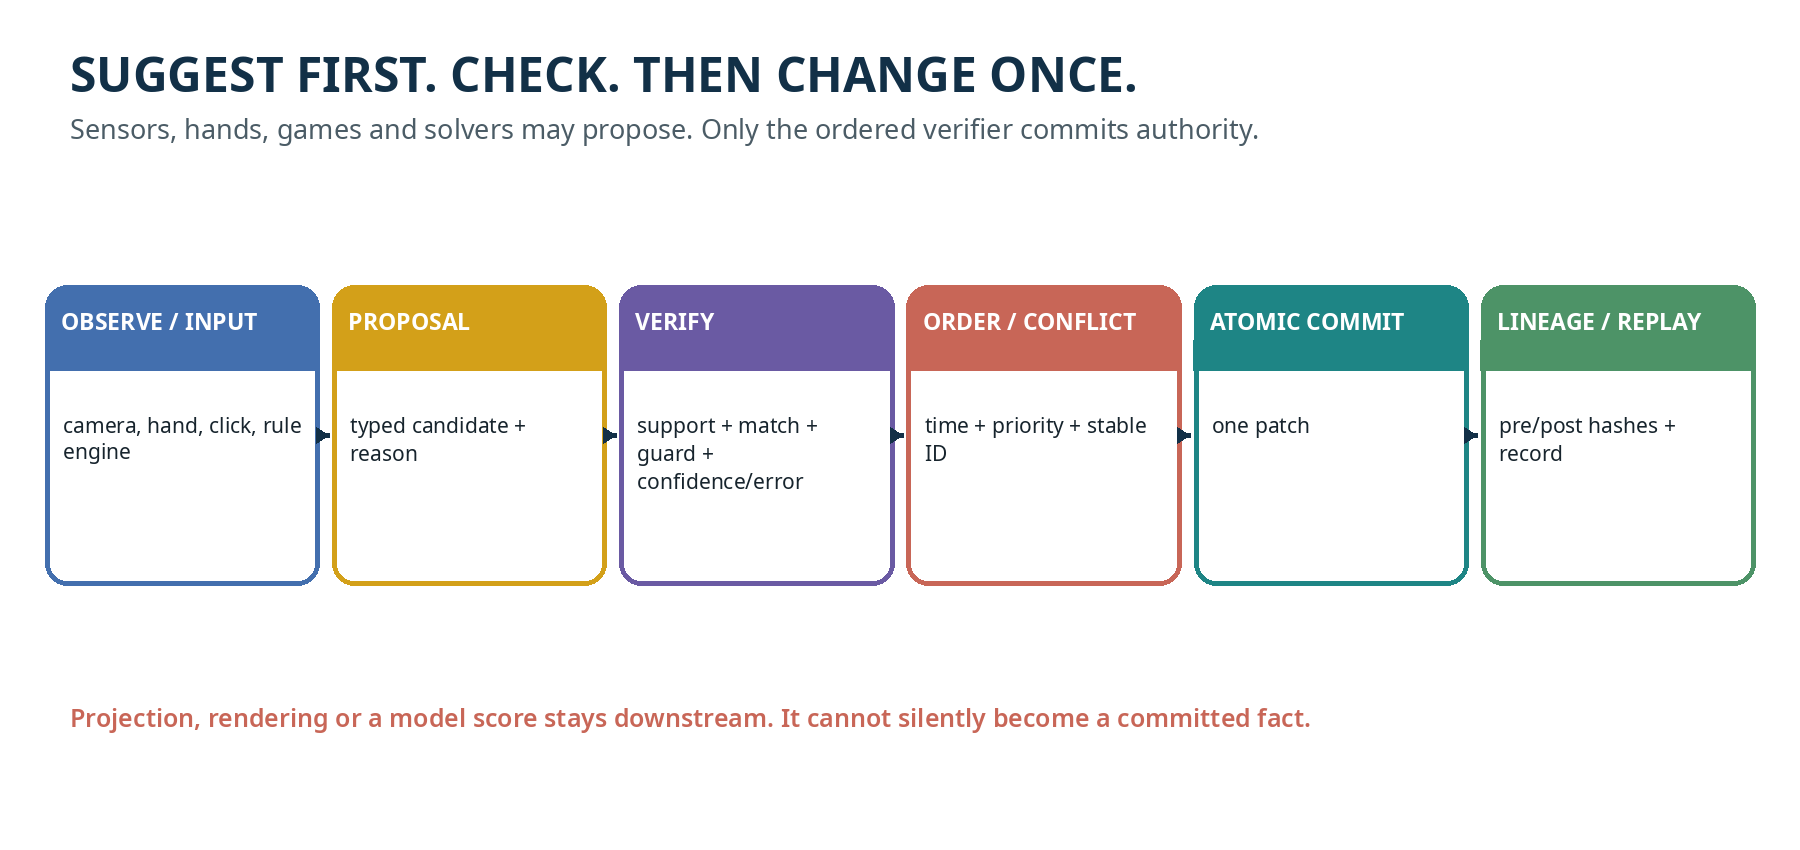 SUGGEST FIRST. CHECK. THEN CHANGE ONCE.
Sensors, hands, games and solvers may propose. Only the ordered verifier commits authority.
OBSERVE / INPUT
camera, hand, click, rule
engine
PROPOSAL
typed candidate +
reason
VERIFY
support + match +
guard +
confidence/error
ORDER / CONFLICT
time + priority + stable
ID
ATOMIC COMMIT
one patch
LINEAGE / REPLAY
pre/post hashes +
record
Projection, rendering or a model score stays downstream. It cannot silently become a committed fact.